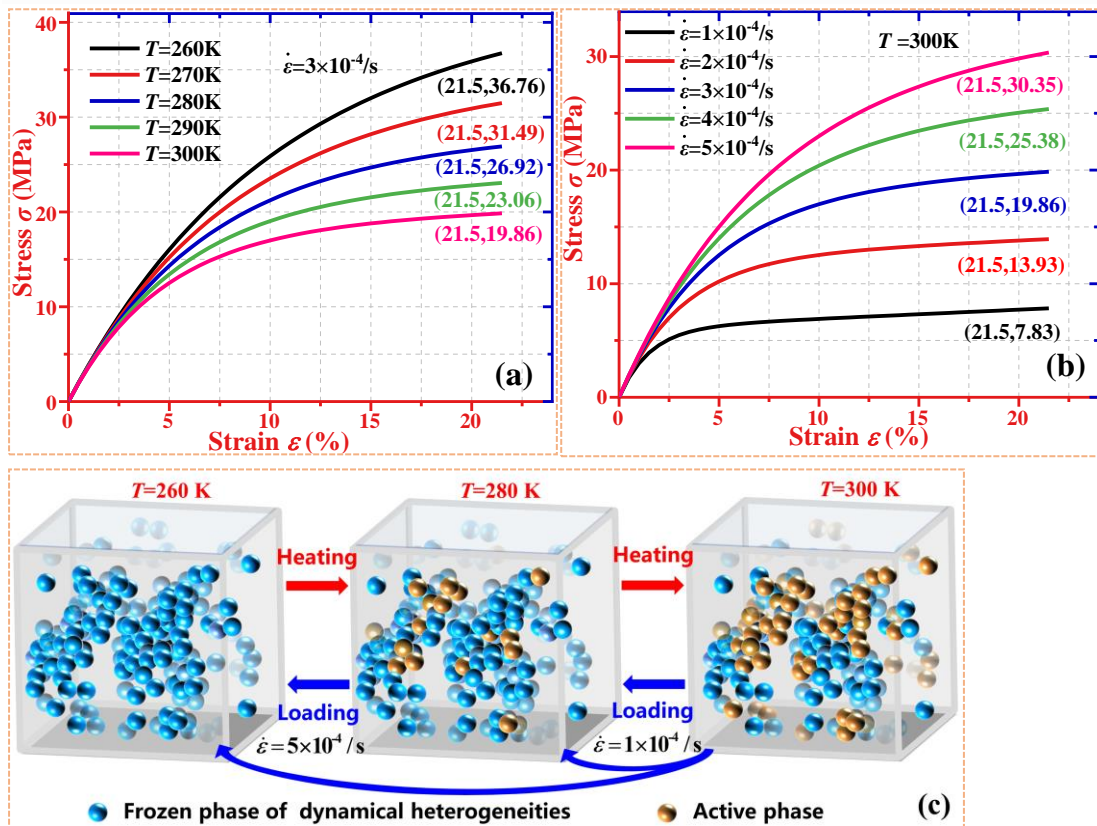 40
30
20
10
0
Stress σ (MPa)
T=260K
T=270K
T=280K
T=290K
T=300K
ε̇=3×10⁻⁴/s
(21.5,36.76)
(21.5,31.49)
(21.5,26.92)
(21.5,23.06)
(21.5,19.86)
(a)
0 5 10 15 20
Strain ε (%)
30
20
10
0
Stress σ (MPa)
ε̇=1×10⁻⁴/s
ε̇=2×10⁻⁴/s
ε̇=3×10⁻⁴/s
ε̇=4×10⁻⁴/s
ε̇=5×10⁻⁴/s
T =300K
(21.5,30.35)
(21.5,25.38)
(21.5,19.86)
(21.5,13.93)
(21.5,7.83)
(b)
0 5 10 15 20
Strain ε (%)
T=260 K
T=280 K
T=300 K
Heating
Heating
Loading
Loading
ε̇ = 5×10⁻⁴ /s
ε̇ = 1×10⁻⁴ /s
Frozen phase of dynamical heterogeneities
Active phase
(c)